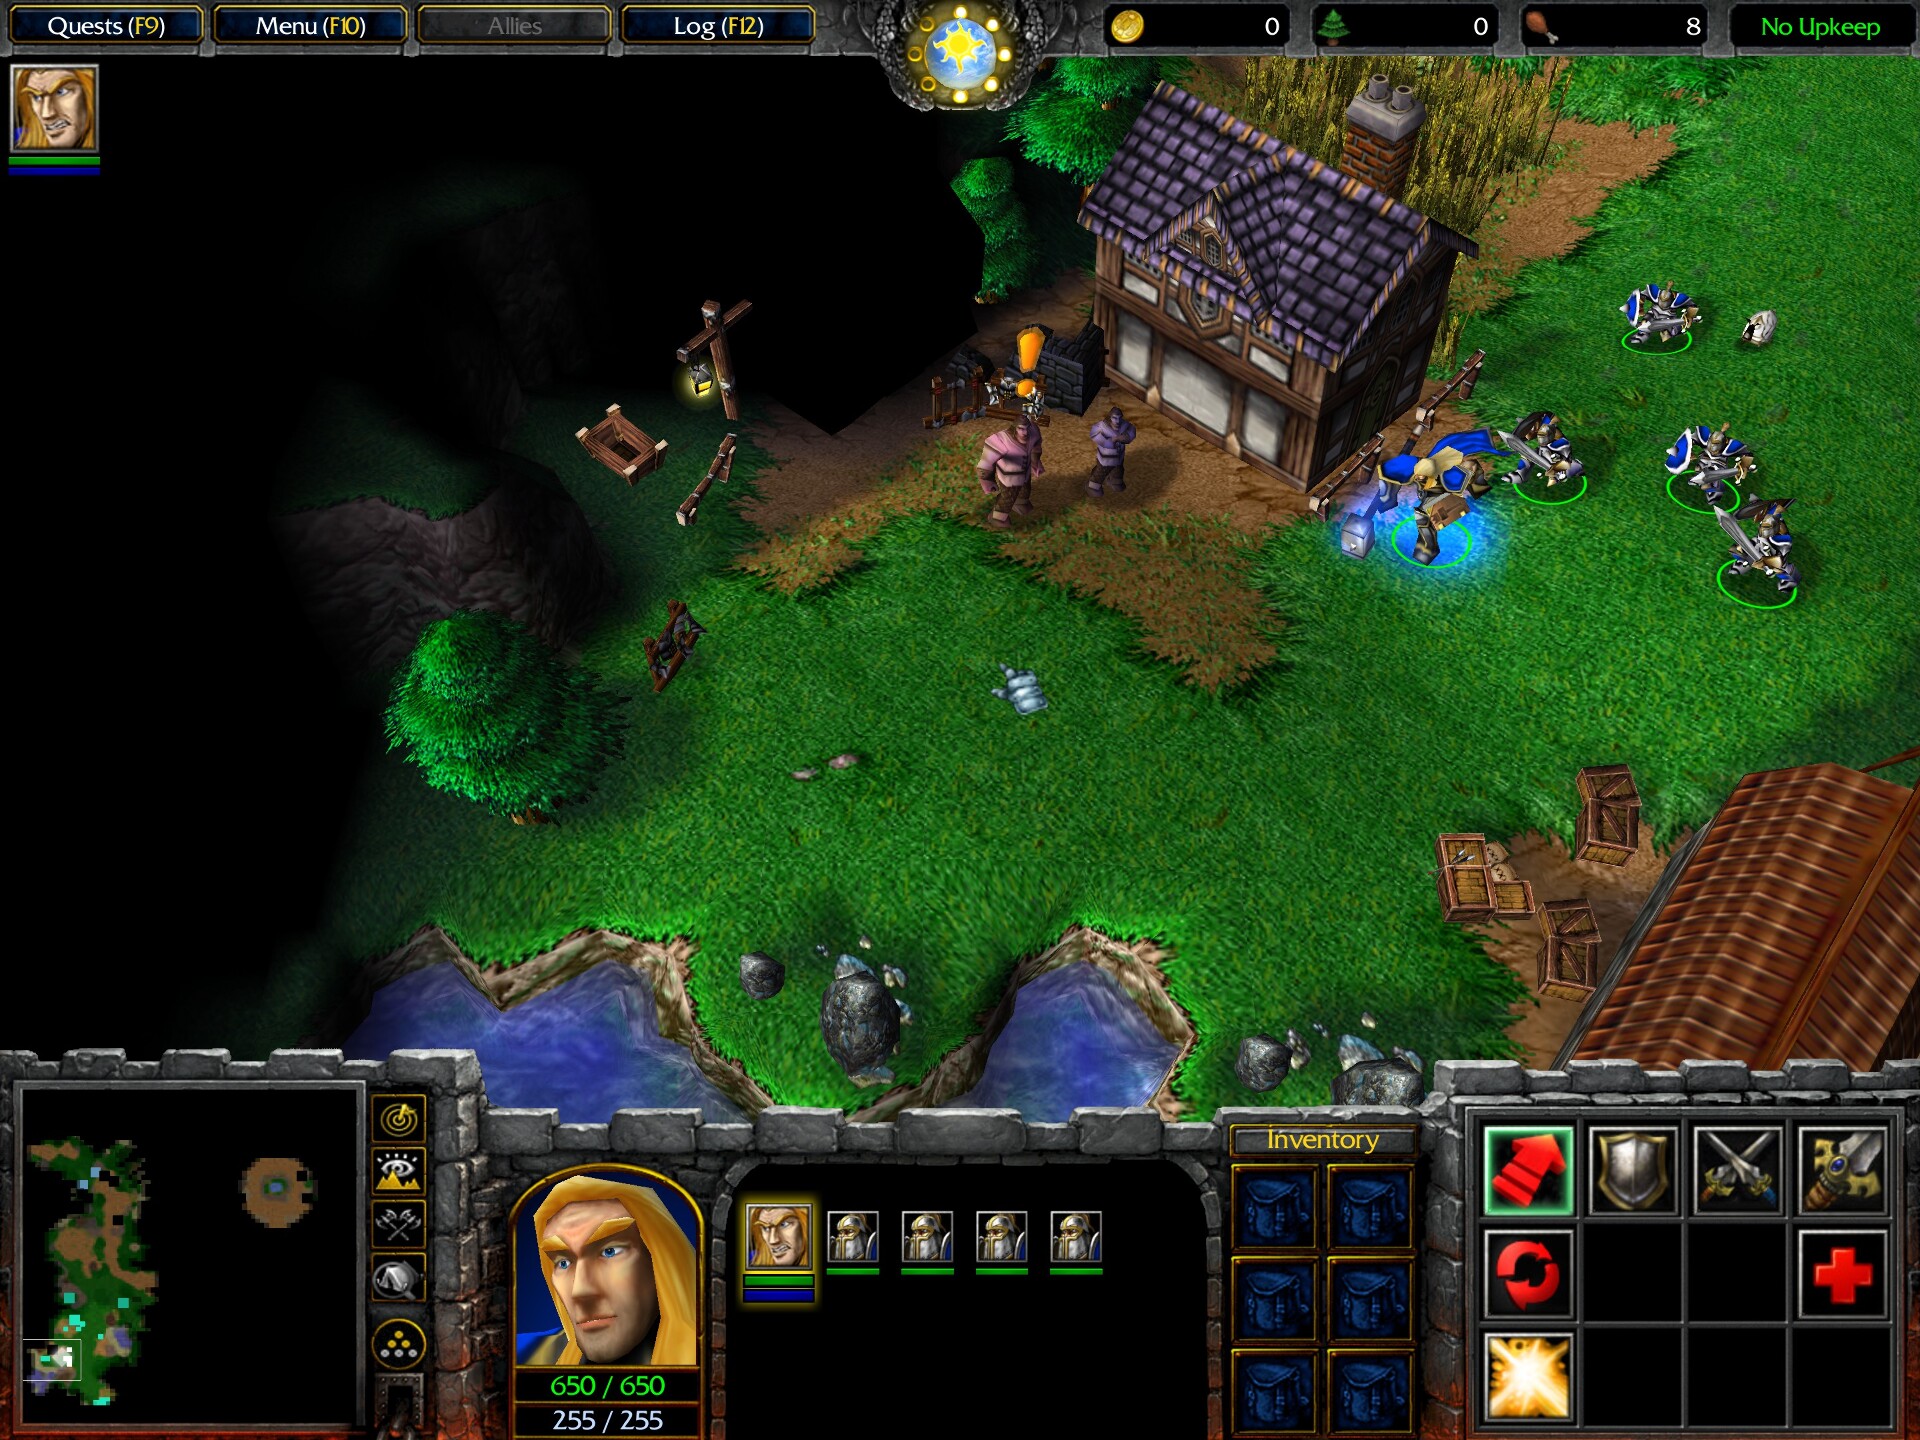 Quests (F9)
Menu (F10)
Allies
Log (F12)
0
0
8
No Upkeep
Inventory
650 / 650
255 / 255